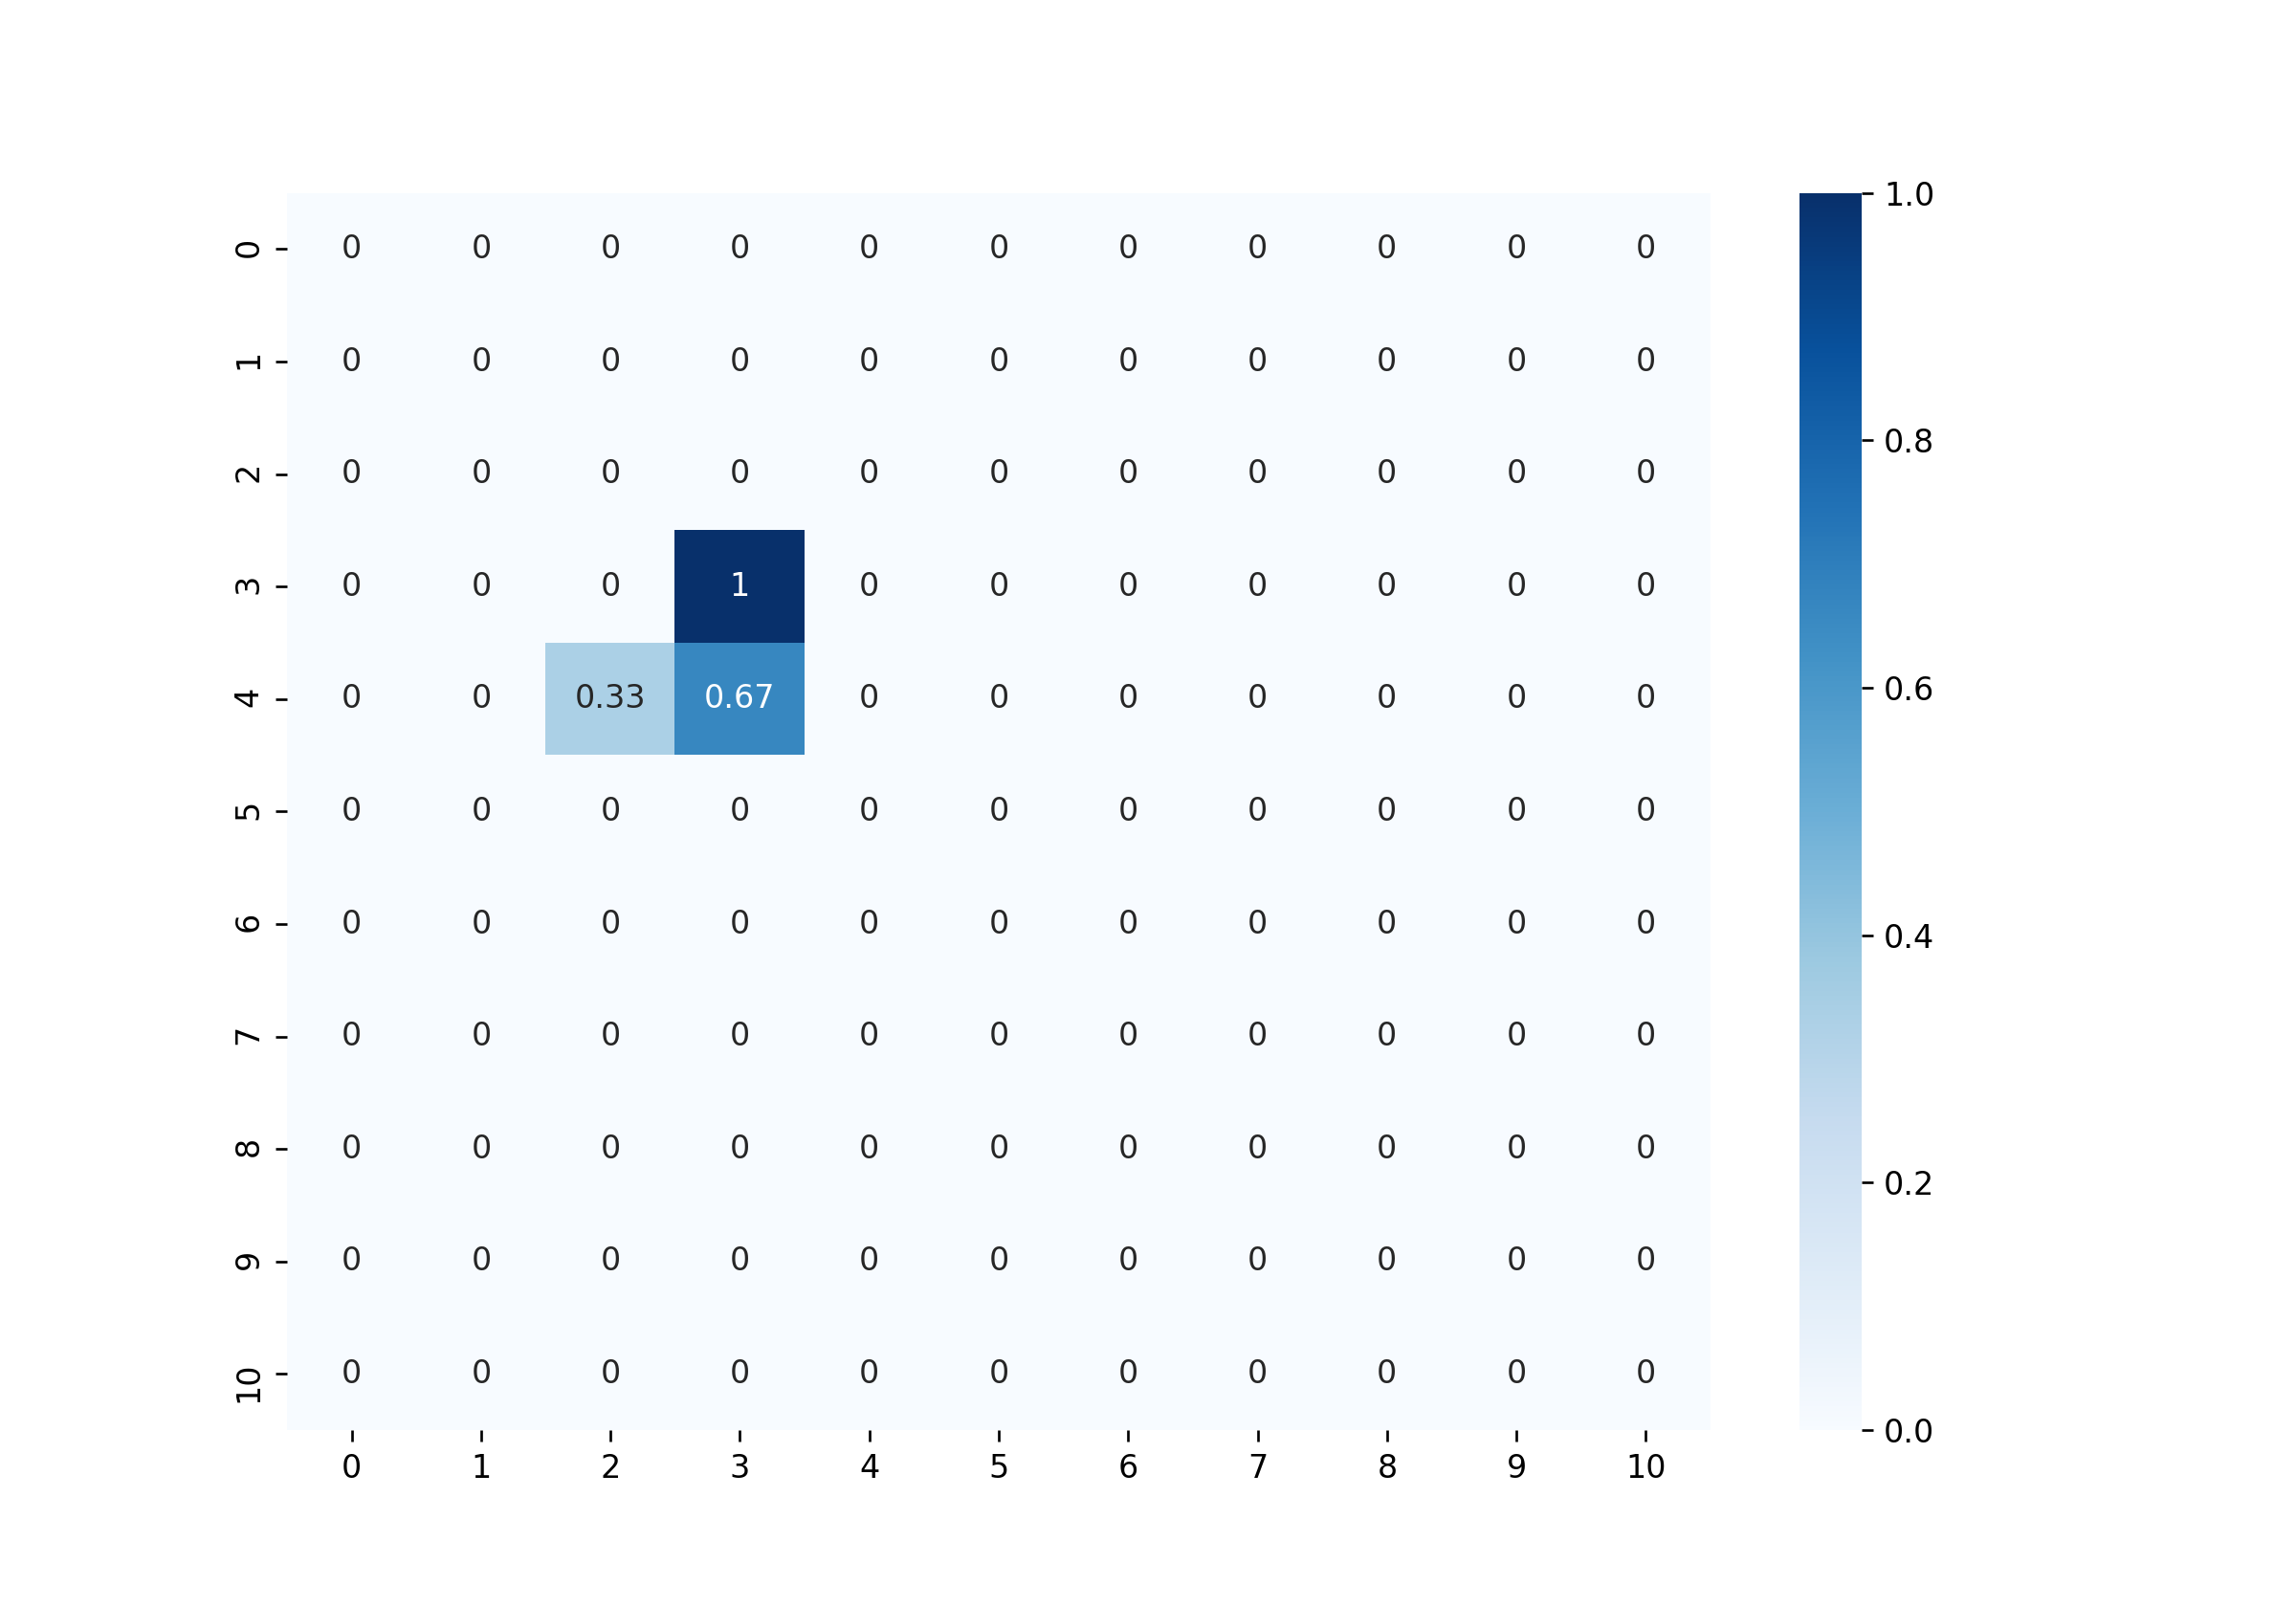 1.0
0 0 0 0 0 0 0 0 0 0 0 0
1 0 0 0 0 0 0 0 0 0 0 0
0.8
2 0 0 0 0 0 0 0 0 0 0 0
3 0 0 0 1 0 0 0 0 0 0 0
0.6
4 0 0 0.33 0.67 0 0 0 0 0 0 0
5 0 0 0 0 0 0 0 0 0 0 0
6 0 0 0 0 0 0 0 0 0 0 0
0.4
7 0 0 0 0 0 0 0 0 0 0 0
8 0 0 0 0 0 0 0 0 0 0 0
0.2
9 0 0 0 0 0 0 0 0 0 0 0
10 0 0 0 0 0 0 0 0 0 0 0
0.0
0 1 2 3 4 5 6 7 8 9 10